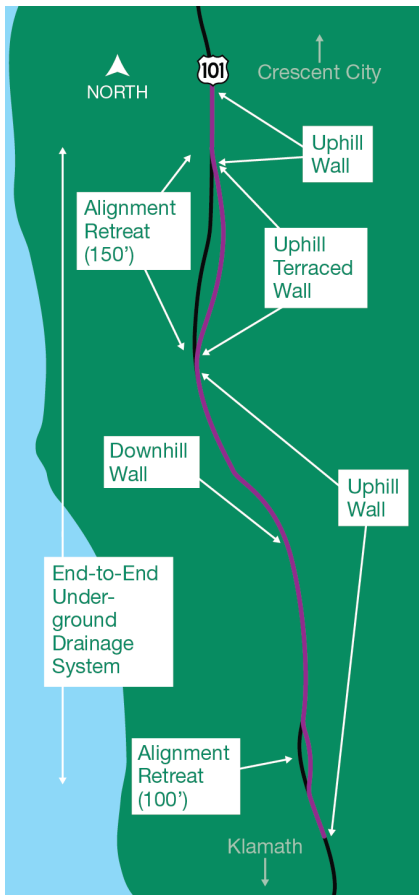 101
Crescent City
NORTH
Uphill
Wall
Alignment
Retreat
(150’)
Uphill
Terraced
Wall
Downhill
Wall
Uphill
Wall
End-to-End
Under-
ground
Drainage
System
Alignment
Retreat
(100’)
Klamath